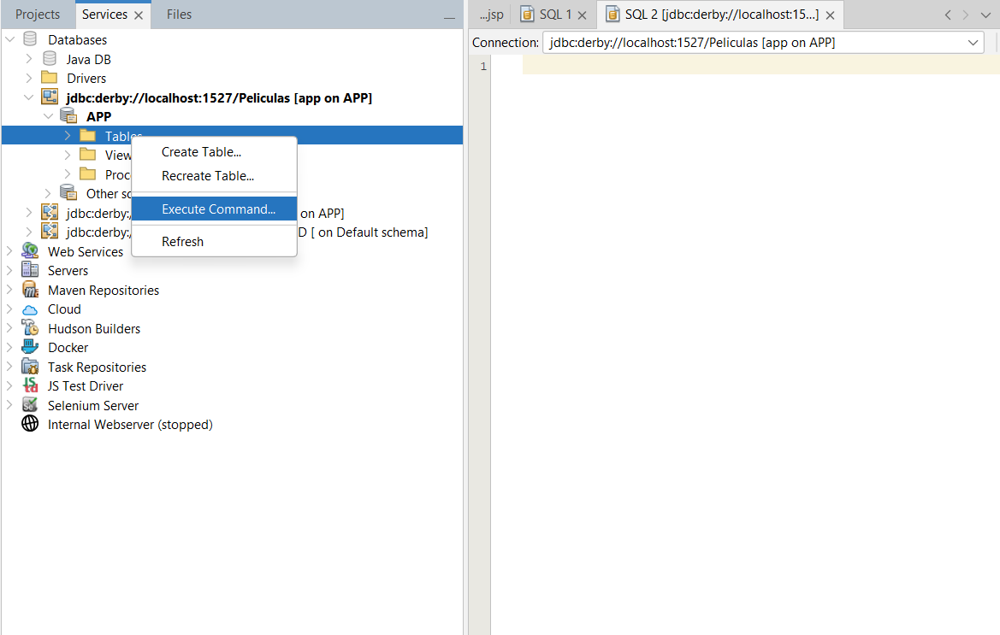 Projects
Services
Files
Databases
Java DB
Drivers
jdbc:derby://localhost:1527/Peliculas [app on APP]
APP
Tables
View
Proc
Other sc
jdbc:derby:/ on APP]
jdbc:derby:/ D [ on Default schema]
Web Services
Servers
Maven Repositories
Cloud
Hudson Builders
Docker
Task Repositories
JS Test Driver
Selenium Server
Internal Webserver (stopped)
Create Table...
Recreate Table...
Execute Command...
Refresh
...jsp
SQL 1
SQL 2 [jdbc:derby://localhost:15...]
Connection: jdbc:derby://localhost:1527/Peliculas [app on APP]
1